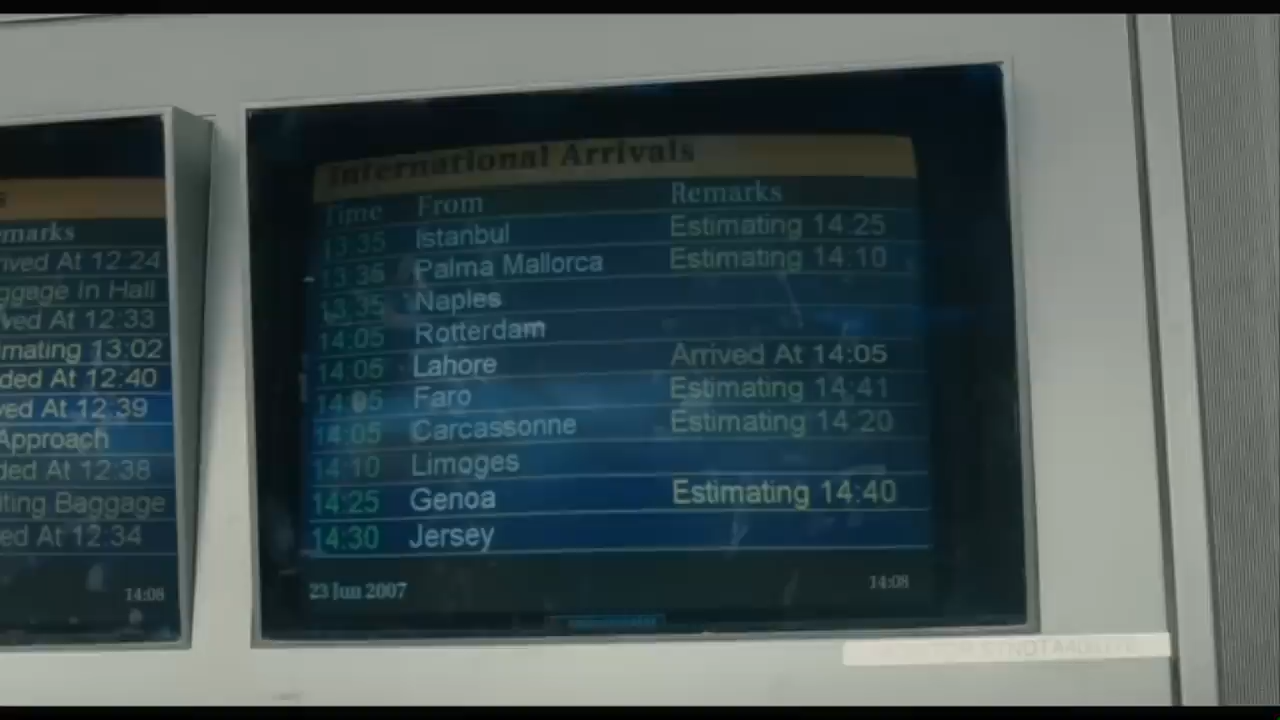 s
emarks
rived At 12:24
ggage In Hall
ved At 12:33
imating 13:02
ded At 12:40
ved At 12:39
Approach
ded At 12:38
iting Baggage
ed At 12:34
14:08
International Arrivals
Time From Remarks
13:35 Istanbul Estimating 14:25
13:35 Palma Mallorca Estimating 14:10
13:35 Naples
14:05 Rotterdam
14:05 Lahore Arrived At 14:05
14:05 Faro Estimating 14:41
14:05 Carcassonne Estimating 14:20
14:10 Limoges
14:25 Genoa Estimating 14:40
14:30 Jersey
23 Jun 2007 14:08